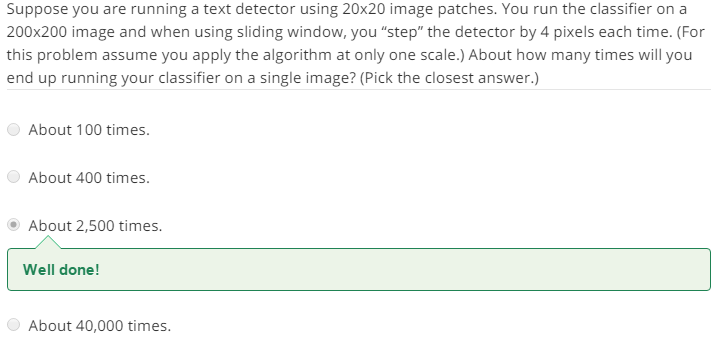 Suppose you are running a text detector using 20x20 image patches. You run the classifier on a
200x200 image and when using sliding window, you “step” the detector by 4 pixels each time. (For
this problem assume you apply the algorithm at only one scale.) About how many times will you
end up running your classifier on a single image? (Pick the closest answer.)
About 100 times.
About 400 times.
About 2,500 times.
Well done!
About 40,000 times.